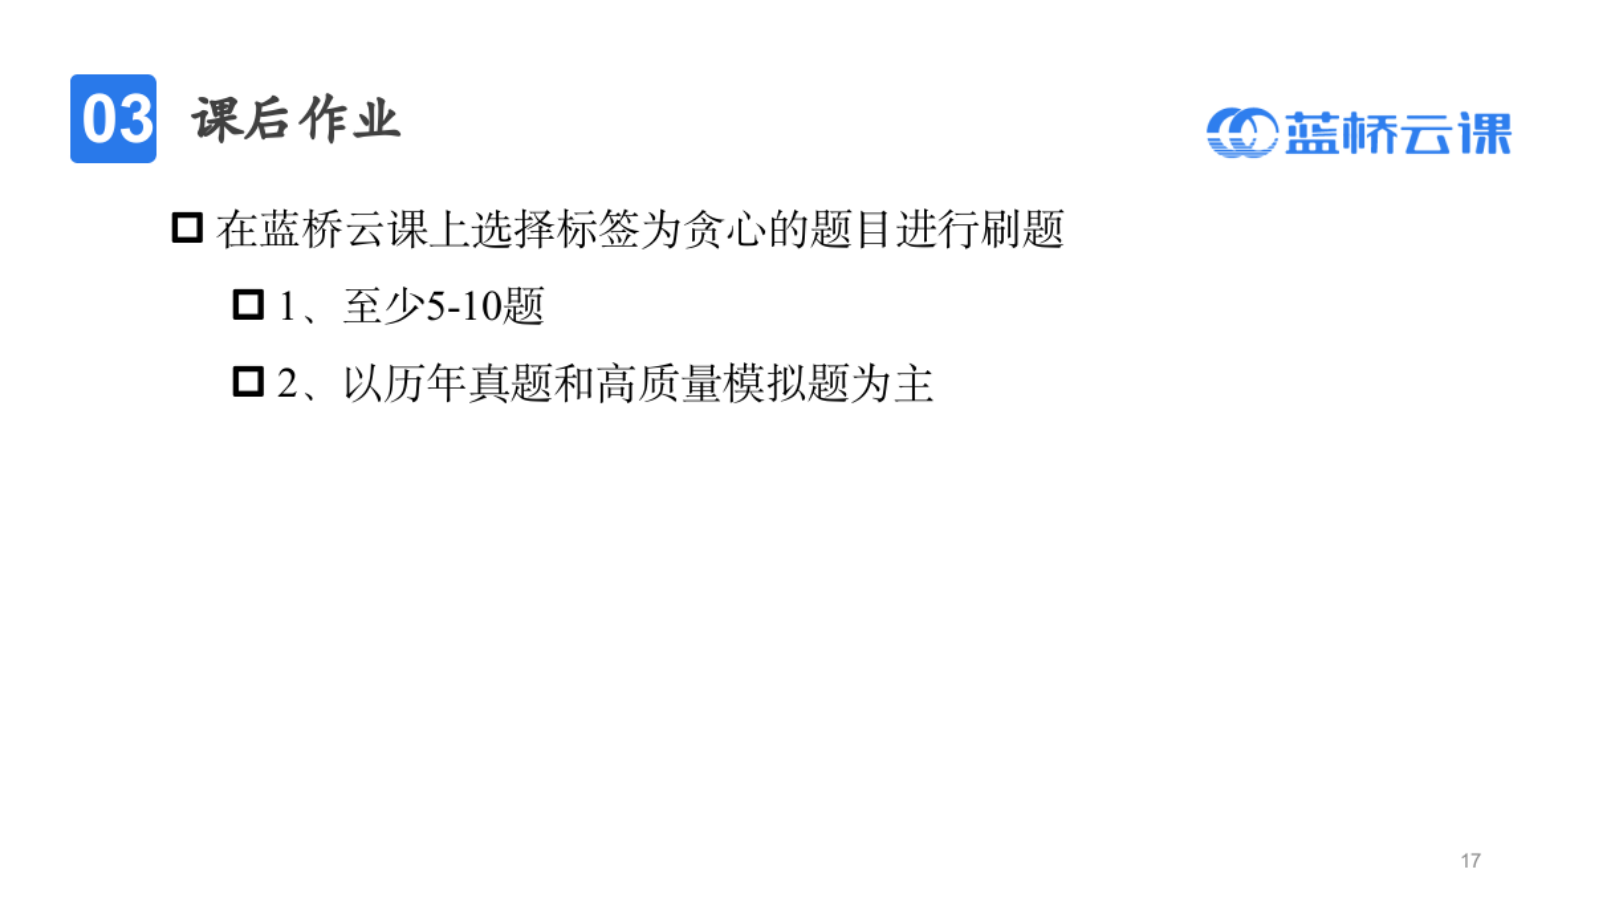 03 课后作业
蓝桥云课
在蓝桥云课上选择标签为贪心的题目进行刷题
1、至少5-10题
2、以历年真题和高质量模拟题为主
17